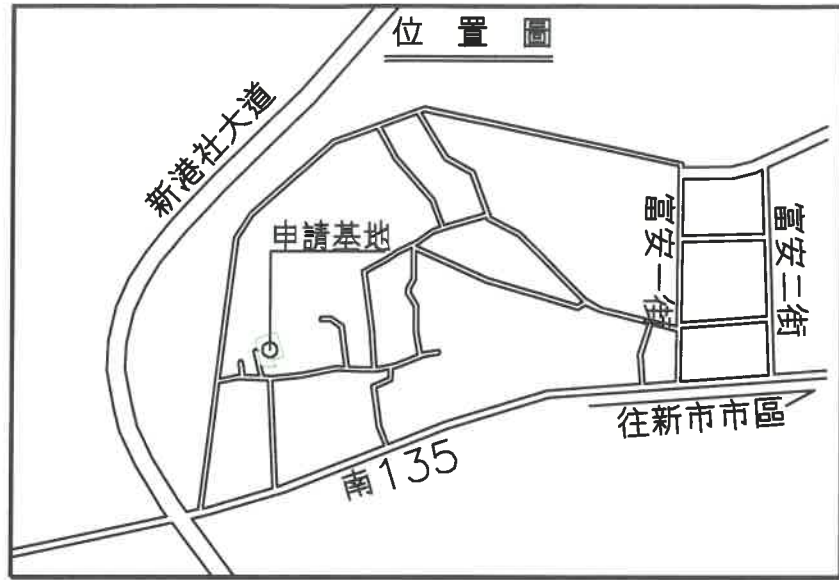 位置圖
新港社大道
申請基地
富安一街
富安二街
往新市市區
南135